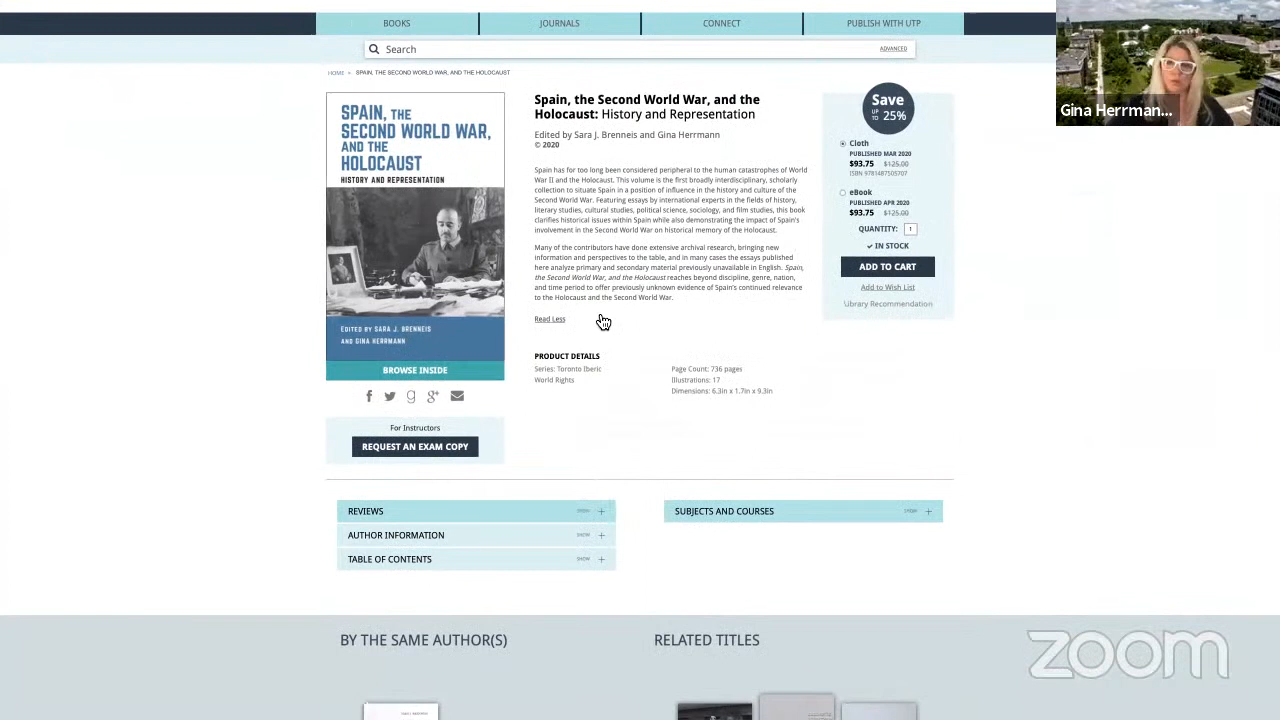 BOOKS
JOURNALS
CONNECT
PUBLISH WITH UTP
Search
ADVANCED
HOME > SPAIN, THE SECOND WORLD WAR, AND THE HOLOCAUST
SPAIN, THE
SECOND WORLD WAR,
AND THE
HOLOCAUST
HISTORY AND REPRESENTATION
EDITED BY SARA J. BRENNEIS
AND GINA HERRMANN
BROWSE INSIDE
For Instructors
REQUEST AN EXAM COPY
Spain, the Second World War, and the
Holocaust: History and Representation
Edited by Sara J. Brenneis and Gina Herrmann
© 2020
Spain has for too long been considered peripheral to the human catastrophes of World
War II and the Holocaust. This volume is the first broadly interdisciplinary, scholarly
collection to situate Spain in a position of influence in the history and culture of the
Second World War. Featuring essays by international experts in the fields of history,
literary studies, cultural studies, political science, sociology, and film studies, this book
clarifies historical issues within Spain while also demonstrating the impact of Spain's
involvement in the Second World War on historical memory of the Holocaust.
Many of the contributors have done extensive archival research, bringing new
information and perspectives to the table, and in many cases the essays published
here analyze primary and secondary material previously unavailable in English. Spain,
the Second World War, and the Holocaust reaches beyond discipline, genre, nation,
and time period to offer previously unknown evidence of Spain's continued relevance
to the Holocaust and the Second World War.
Read Less
PRODUCT DETAILS
Series: Toronto Iberic
World Rights
Page Count: 736 pages
Illustrations: 17
Dimensions: 6.3in x 1.7in x 9.3in
Save
UP TO 25%
Cloth
PUBLISHED MAR 2020
$93.75 $125.00
ISBN 9781487505707
eBook
PUBLISHED APR 2020
$93.75 $125.00
QUANTITY: 1
IN STOCK
ADD TO CART
Add to Wish List
Library Recommendation
Gina Herrman...
REVIEWS SHOW +
AUTHOR INFORMATION SHOW +
TABLE OF CONTENTS SHOW +
SUBJECTS AND COURSES SHOW +
BY THE SAME AUTHOR(S)
RELATED TITLES
zoom